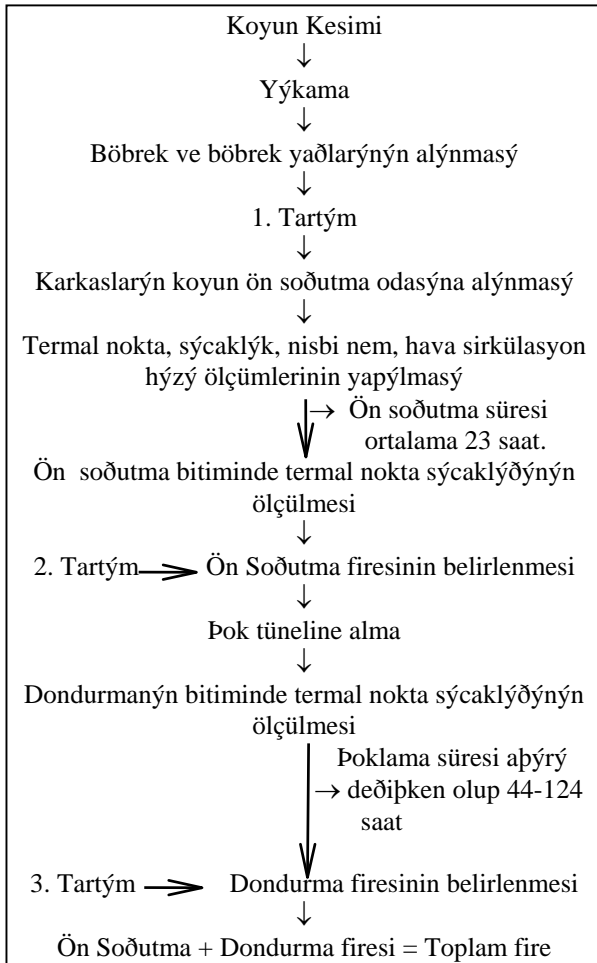 Koyun Kesimi
↓
Yýkama
↓
Böbrek ve böbrek yaðlarýnýn alýnmasý
↓
1. Tartým
↓
Karkaslarýn koyun ön soðutma odasýna alýnmasý
↓
Termal nokta, sýcaklýk, nisbi nem, hava sirkülasyon
hýzý ölçümlerinin yapýlmasý
→ Ön soðutma süresi
ortalama 23 saat.
Ön soðutma bitiminde termal nokta sýcaklýðýnýn
ölçülmesi
↓
2. Tartým → Ön Soðutma firesinin belirlenmesi
↓
Þok tüneline alma
↓
Dondurmanýn bitiminde termal nokta sýcaklýðýnýn
ölçülmesi
Þoklama süresi aþýrý
→ deðiþken olup 44-124
saat
3. Tartým → Dondurma firesinin belirlenmesi
↓
Ön Soðutma + Dondurma firesi = Toplam fire